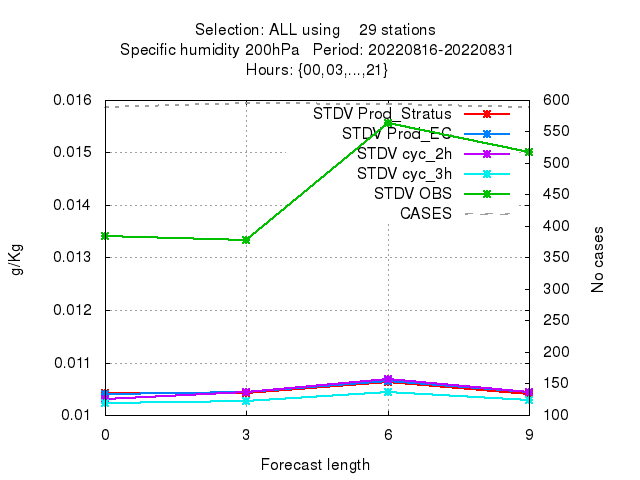 Selection: ALL using 29 stations
Specific humidity 200hPa Period: 20220816-20220831
Hours: {00,03,...,21}
0.016
0.015
0.014
0.013
0.012
0.011
0.01
g/Kg
STDV Prod_Stratus
STDV Prod_EC
STDV cyc_2h
STDV cyc_3h
STDV OBS
CASES
600
550
500
450
400
350
300
250
200
150
100
No cases
0 3 6 9
Forecast length